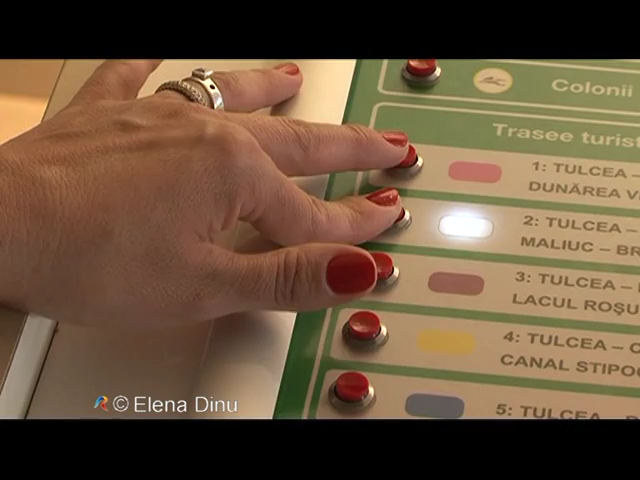 Colonii
Trasee turist
1: TULCEA –
DUNĂREA V
2: TULCEA –
MALIUC – BR
3: TULCEA –
LACUL ROȘU
4: TULCEA – C
CANAL STIPOC
5: TULCEA –
© Elena Dinu